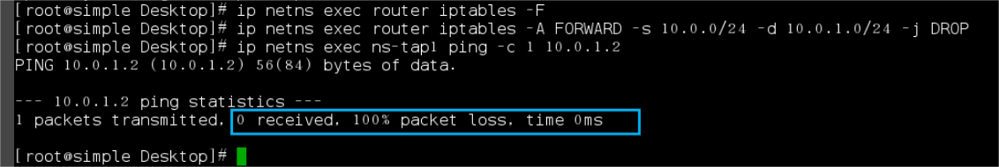 [root@simple Desktop]# ip netns exec router iptables -F
[root@simple Desktop]# ip netns exec router iptables -A FORWARD -s 10.0.0/24 -d 10.0.1.0/24 -j DROP
[root@simple Desktop]# ip netns exec ns-tap1 ping -c 1 10.0.1.2
PING 10.0.1.2 (10.0.1.2) 56(84) bytes of data.
--- 10.0.1.2 ping statistics ---
1 packets transmitted, 0 received, 100% packet loss, time 0ms
[root@simple Desktop]#